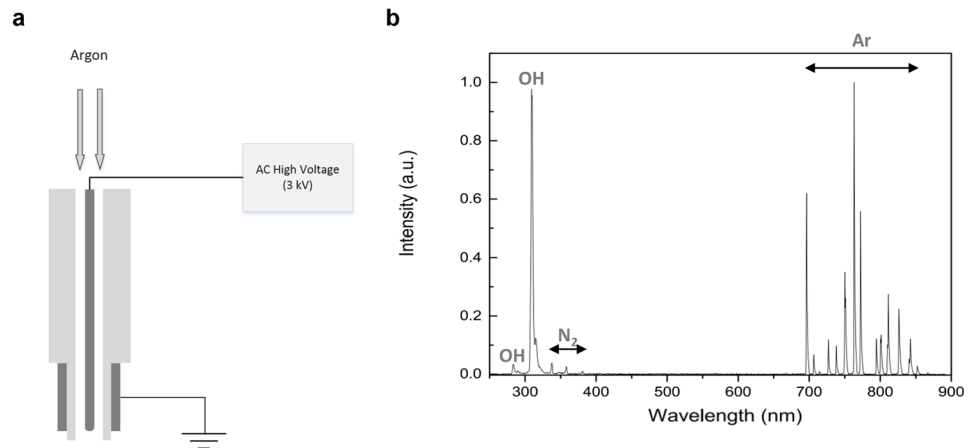 a
Argon
AC High Voltage
(3 kV)
b
Ar
OH
OH
N₂
Intensity (a.u.)
1.0
0.8
0.6
0.4
0.2
0.0
300 400 500 600 700 800 900
Wavelength (nm)